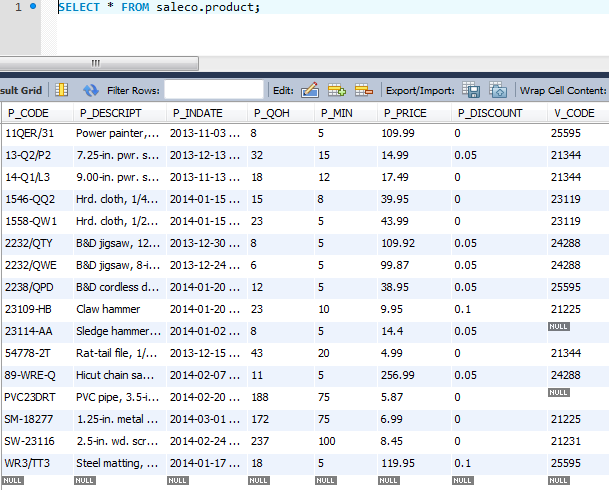 1 SELECT * FROM saleco.product;
sult Grid Filter Rows: Edit: Export/Import: Wrap Cell Content:
P_CODE P_DESCRIPT P_INDATE P_QOH P_MIN P_PRICE P_DISCOUNT V_CODE
11QER/31 Power painter,... 2013-11-03 ... 8 5 109.99 0 25595
13-Q2/P2 7.25-in. pwr. s... 2013-12-13 ... 32 15 14.99 0.05 21344
14-Q1/L3 9.00-in. pwr. s... 2013-11-13 ... 18 12 17.49 0 21344
1546-QQ2 Hrd. cloth, 1/4... 2014-01-15 ... 15 8 39.95 0 23119
1558-QW1 Hrd. cloth, 1/2... 2014-01-15 ... 23 5 43.99 0 23119
2232/QTY B&D jigsaw, 12... 2013-12-30 ... 8 5 109.92 0.05 24288
2232/QWE B&D jigsaw, 8-i... 2013-12-24 ... 6 5 99.87 0.05 24288
2238/QPD B&D cordless d... 2014-01-20 ... 12 5 38.95 0.05 25595
23109-HB Claw hammer 2014-01-20 ... 23 10 9.95 0.1 21225
23114-AA Sledge hammer... 2014-01-02 ... 8 5 14.4 0.05 NULL
54778-2T Rat-tail file, 1/... 2013-12-15 ... 43 20 4.99 0 21344
89-WRE-Q Hicut chain sa... 2014-02-07 ... 11 5 256.99 0.05 24288
PVC23DRT PVC pipe, 3.5-i... 2014-02-20 ... 188 75 5.87 0 NULL
SM-18277 1.25-in. metal ... 2014-03-01 ... 172 75 6.99 0 21225
SW-23116 2.5-in. wd. scr... 2014-02-24 ... 237 100 8.45 0 21231
WR3/TT3 Steel matting, ... 2014-01-17 ... 18 5 119.95 0.1 25595
NULL NULL NULL NULL NULL NULL NULL NULL